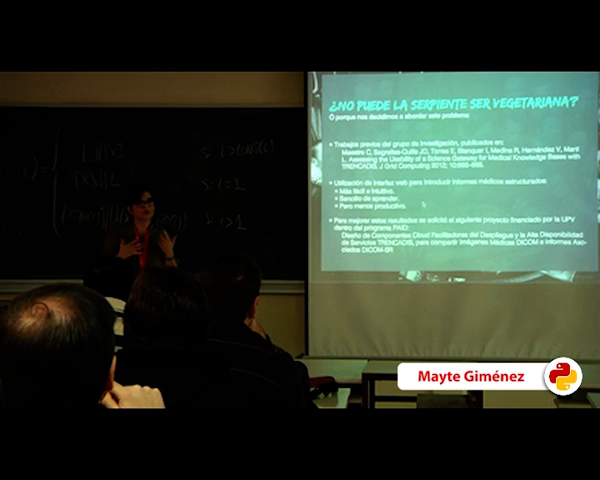 ¿NO PUEDE LA SERPIENTE SER VEGETARIANA?
O porque nos decidimos a abordar este problema
Trabajos previos del grupo de investigación, publicados en:
Maestre C, Segrelles-Quilis JD, Torres E, Blanquer I, Medina R, Hernández V, Martí
L. Assessing the Usability of a Science Gateway for Medical Knowledge Bases with
TRENCADIS. J Grid Computing 2012;
Utilización de interfaz web para introducir informes médicos estructurados:
Más fácil e intuitivo.
Sencillo de aprender.
Pero menos productivo.
Para mejorar estos resultados se solicitó el siguiente proyecto financiado por la UPV
dentro del programa PAID:
Diseño de Componentes Cloud Facilitadores del Despliegue y la Alta Disponibilidad
de Servicios TRENCADIS, para compartir Imágenes Médicas DICOM e Informes Aso-
ciados DICOM-SR
Mayte Giménez